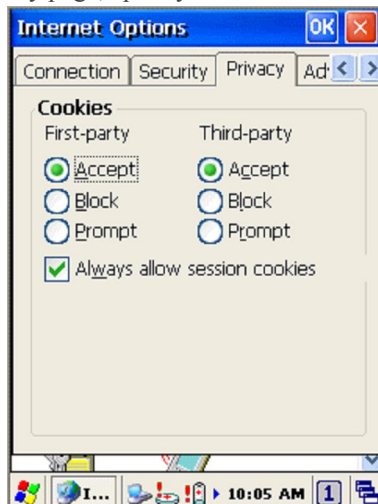 Internet Options OK
Connection Security Privacy Ad
Cookies
First-party Third-party
Accept Accept
Block Block
Prompt Prompt
Always allow session cookies
I... 10:05 AM 1